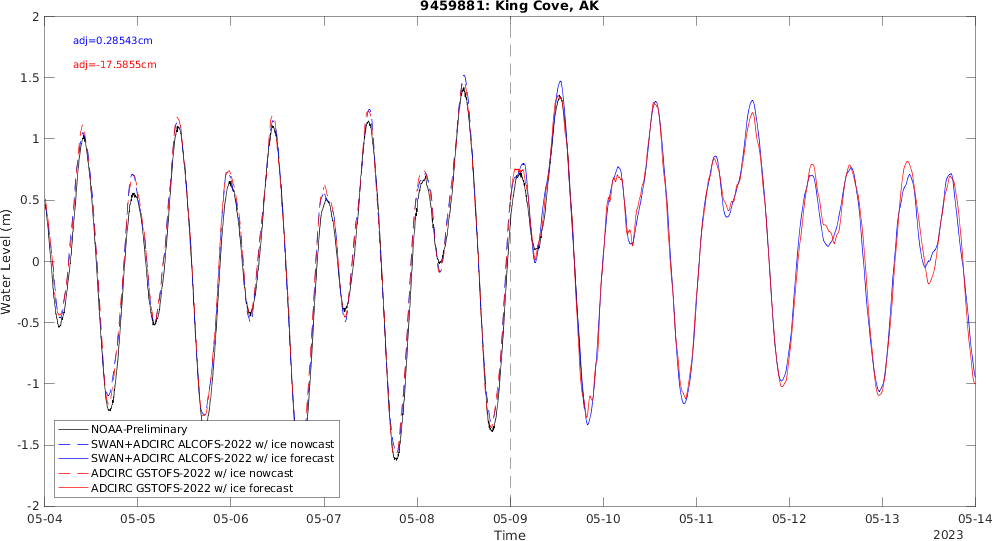 9459881: King Cove, AK
adj=0.28543cm
adj=-17.5855cm
Water Level (m)
2
1.5
1
0.5
0
-0.5
-1
-1.5
-2
NOAA-Preliminary
SWAN+ADCIRC ALCOFS-2022 w/ ice nowcast
SWAN+ADCIRC ALCOFS-2022 w/ ice forecast
ADCIRC GSTOFS-2022 w/ ice nowcast
ADCIRC GSTOFS-2022 w/ ice forecast
05-04 05-05 05-06 05-07 05-08 05-09 05-10 05-11 05-12 05-13 05-14
Time
2023